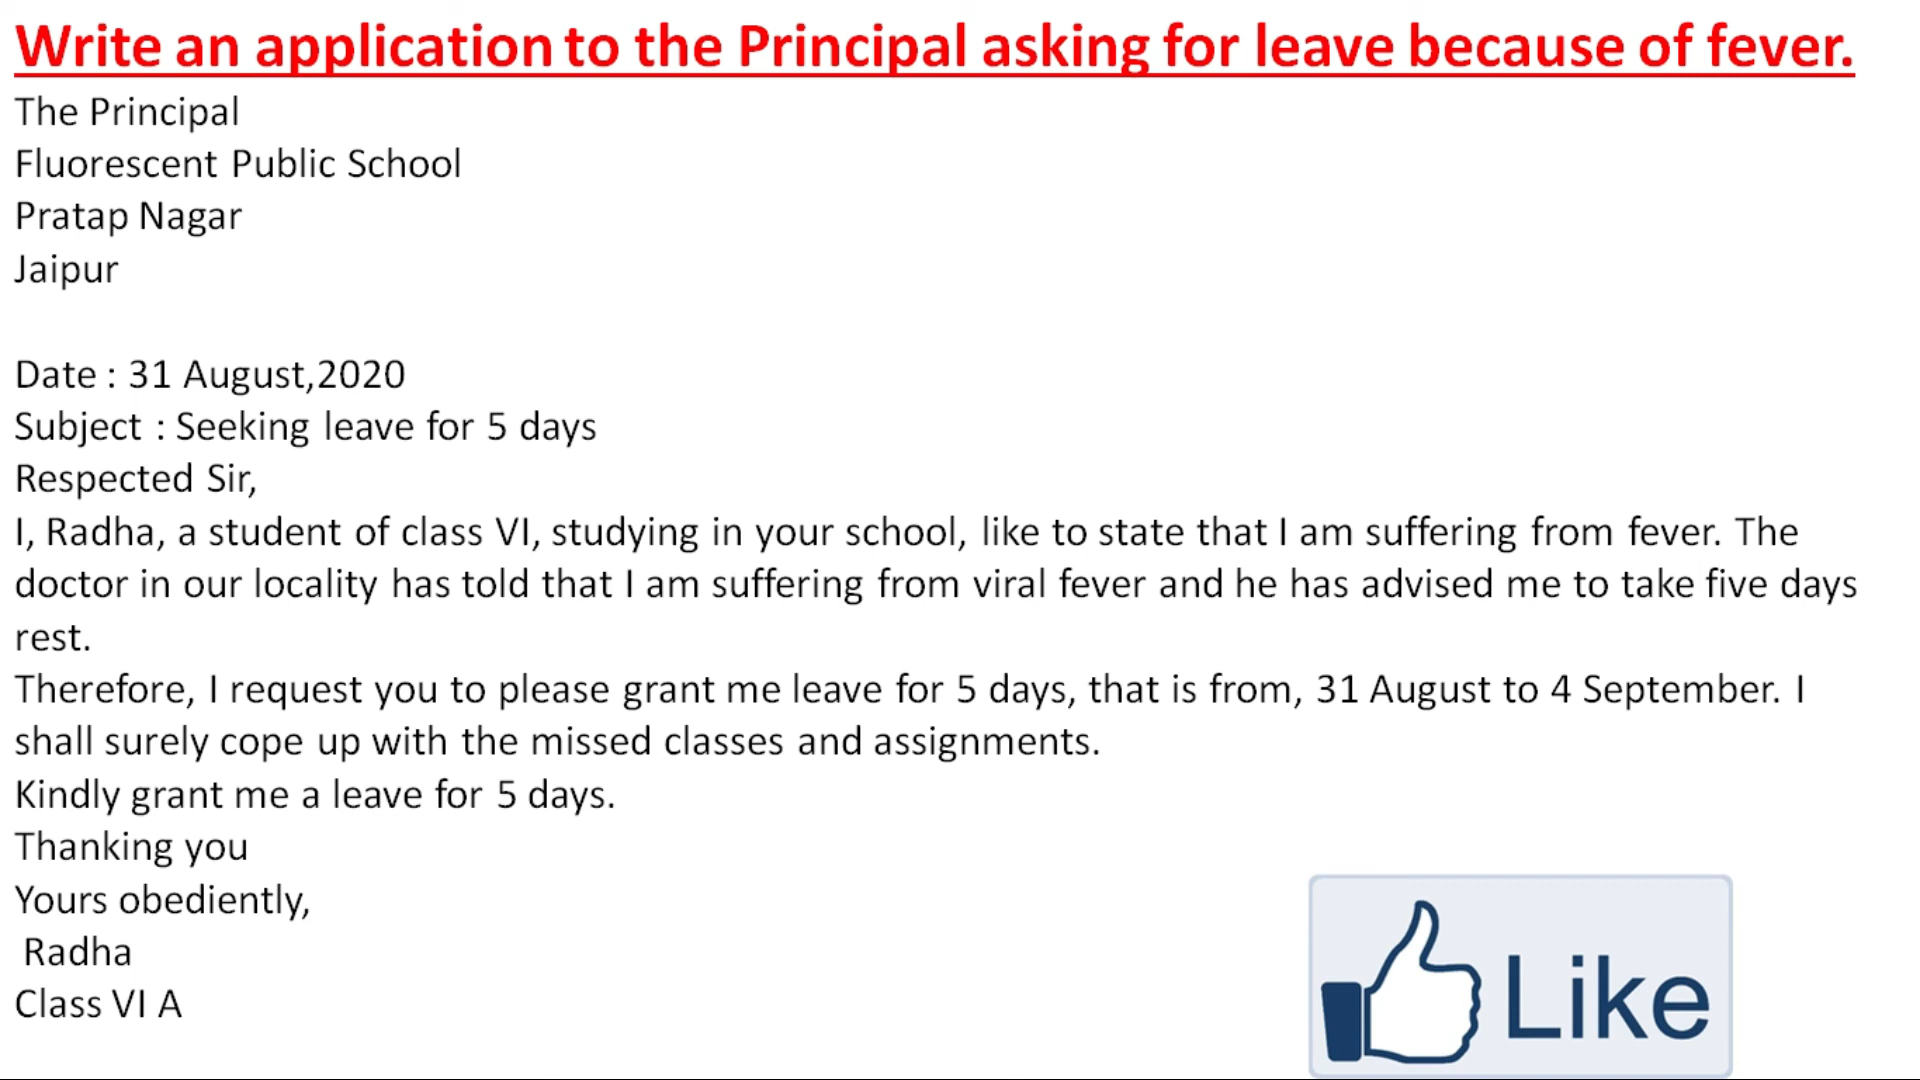 Write an application to the Principal asking for leave because of fever.
The Principal
Fluorescent Public School
Pratap Nagar
Jaipur
Date : 31 August,2020
Subject : Seeking leave for 5 days
Respected Sir,
I, Radha, a student of class VI, studying in your school, like to state that I am suffering from fever. The
doctor in our locality has told that I am suffering from viral fever and he has advised me to take five days
rest.
Therefore, I request you to please grant me leave for 5 days, that is from, 31 August to 4 September. I
shall surely cope up with the missed classes and assignments.
Kindly grant me a leave for 5 days.
Thanking you
Yours obediently,
Radha
Class VI A
Like